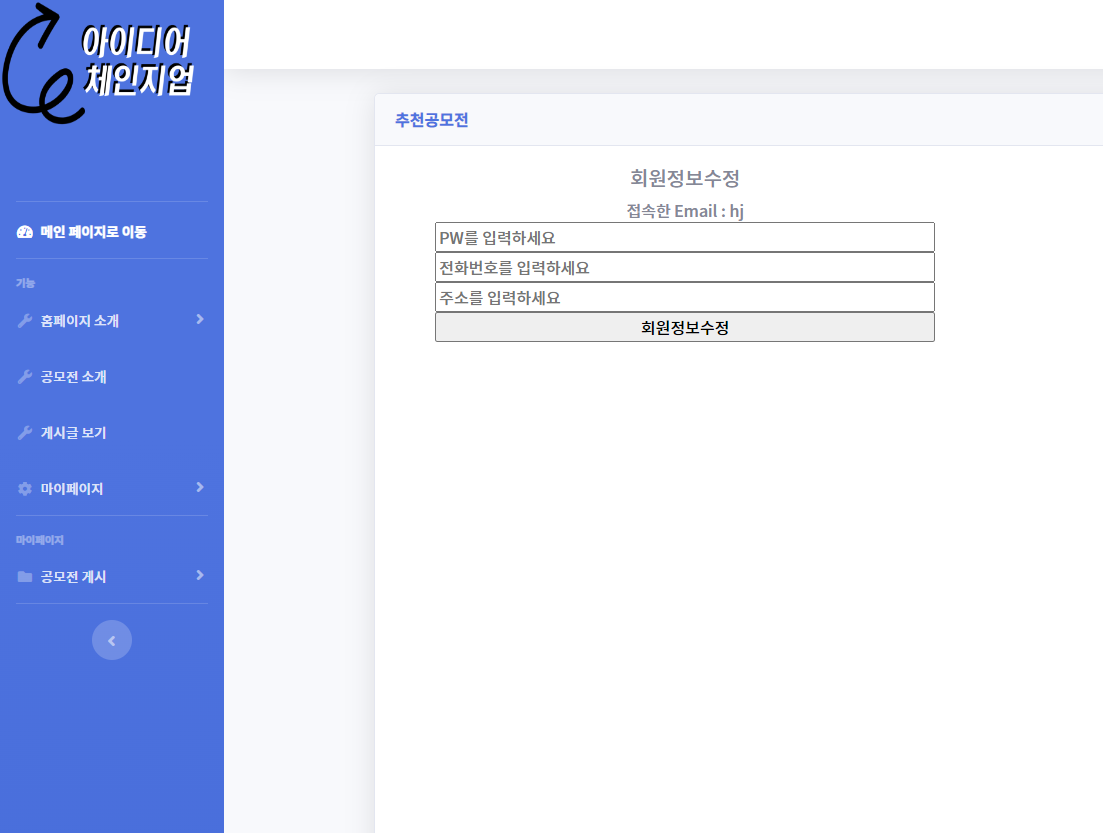 아이디어
체인지업
메인 페이지로 이동
기능
홈페이지 소개
공모전 소개
게시글 보기
마이페이지
마이페이지
공모전 게시
추천공모전
회원정보수정
접속한 Email : hj
PW를 입력하세요
전화번호를 입력하세요
주소를 입력하세요
회원정보수정